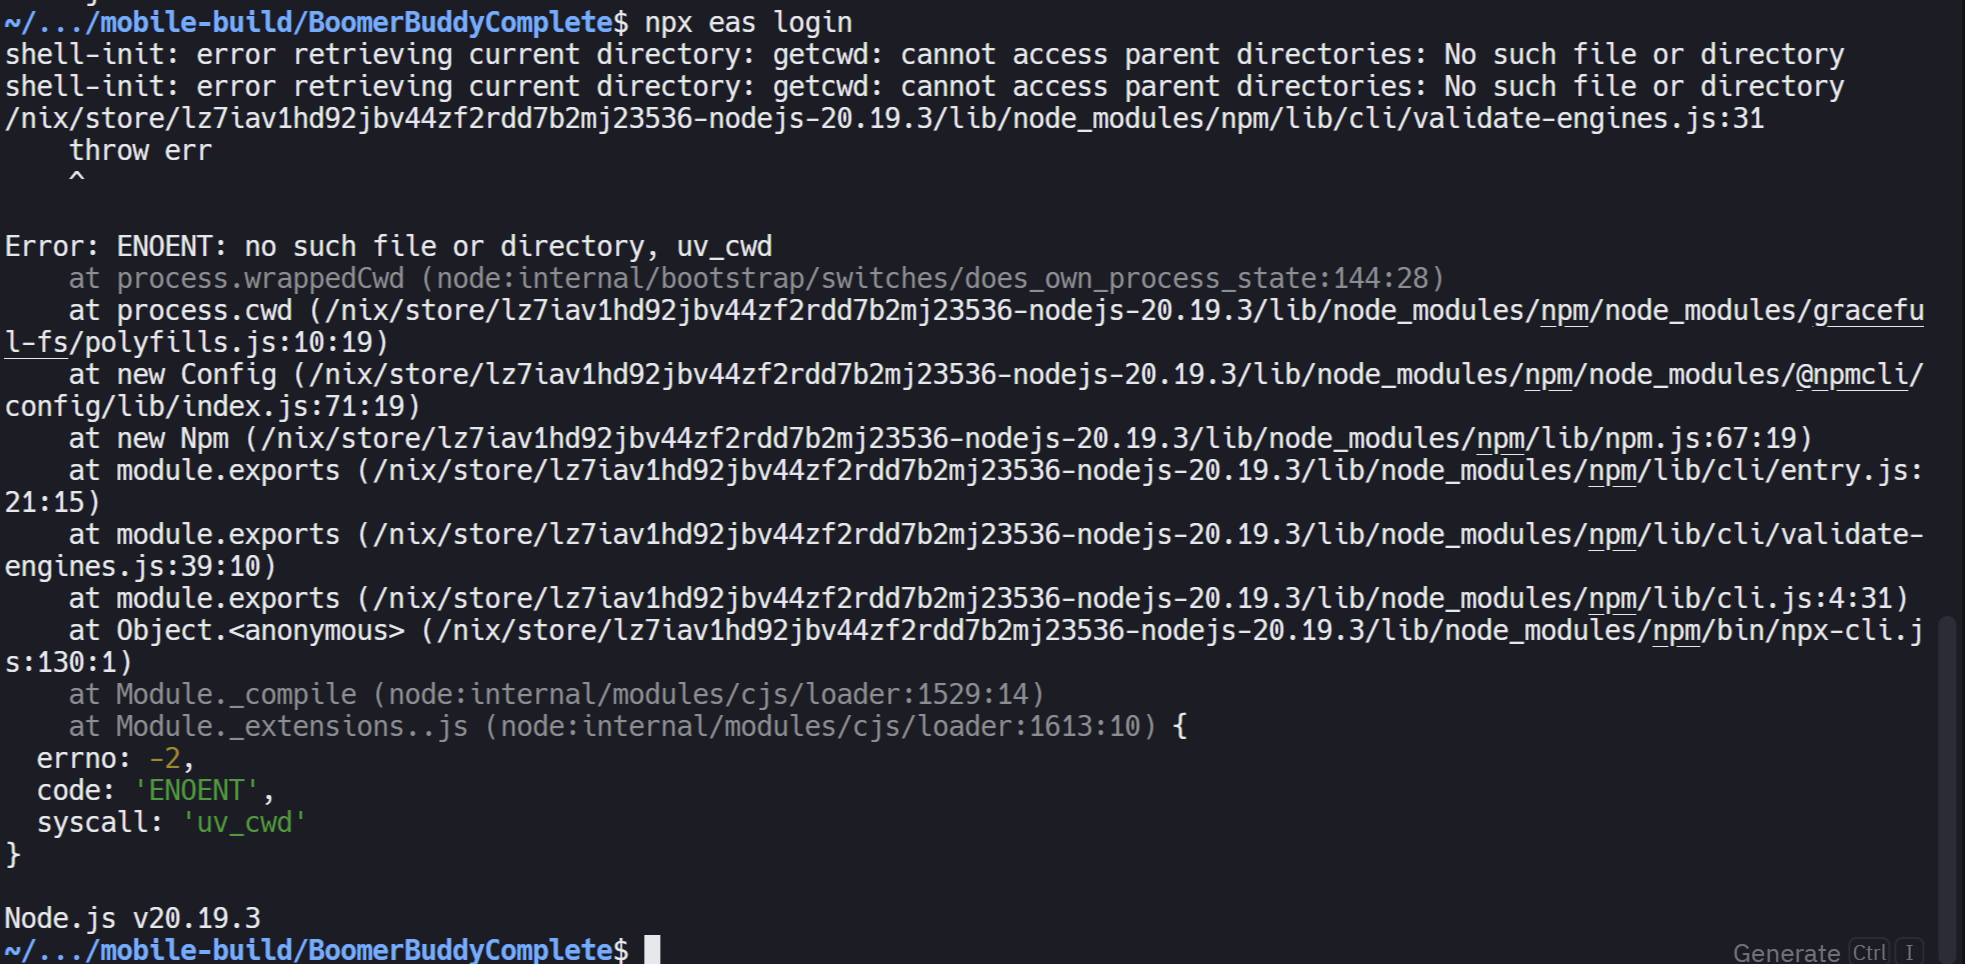 ~/.../mobile-build/BoomerBuddyComplete$ npx eas login
shell-init: error retrieving current directory: getcwd: cannot access parent directories: No such file or directory
shell-init: error retrieving current directory: getcwd: cannot access parent directories: No such file or directory
/nix/store/lz7iav1hd92jbv44zf2rdd7b2mj23536-nodejs-20.19.3/lib/node_modules/npm/lib/cli/validate-engines.js:31
    throw err
    ^

Error: ENOENT: no such file or directory, uv_cwd
    at process.wrappedCwd (node:internal/bootstrap/switches/does_own_process_state:144:28)
    at process.cwd (/nix/store/lz7iav1hd92jbv44zf2rdd7b2mj23536-nodejs-20.19.3/lib/node_modules/npm/node_modules/gracefu
l-fs/polyfills.js:10:19)
    at new Config (/nix/store/lz7iav1hd92jbv44zf2rdd7b2mj23536-nodejs-20.19.3/lib/node_modules/npm/node_modules/@npmcli/
config/lib/index.js:71:19)
    at new Npm (/nix/store/lz7iav1hd92jbv44zf2rdd7b2mj23536-nodejs-20.19.3/lib/node_modules/npm/lib/npm.js:67:19)
    at module.exports (/nix/store/lz7iav1hd92jbv44zf2rdd7b2mj23536-nodejs-20.19.3/lib/node_modules/npm/lib/cli/entry.js:
21:15)
    at module.exports (/nix/store/lz7iav1hd92jbv44zf2rdd7b2mj23536-nodejs-20.19.3/lib/node_modules/npm/lib/cli/validate-
engines.js:39:10)
    at module.exports (/nix/store/lz7iav1hd92jbv44zf2rdd7b2mj23536-nodejs-20.19.3/lib/node_modules/npm/lib/cli.js:4:31)
    at Object.<anonymous> (/nix/store/lz7iav1hd92jbv44zf2rdd7b2mj23536-nodejs-20.19.3/lib/node_modules/npm/bin/npx-cli.j
s:130:1)
    at Module._compile (node:internal/modules/cjs/loader:1529:14)
    at Module._extensions..js (node:internal/modules/cjs/loader:1613:10) {
  errno: -2,
  code: 'ENOENT',
  syscall: 'uv_cwd'
}

Node.js v20.19.3
~/.../mobile-build/BoomerBuddyComplete$
Generate Ctrl I